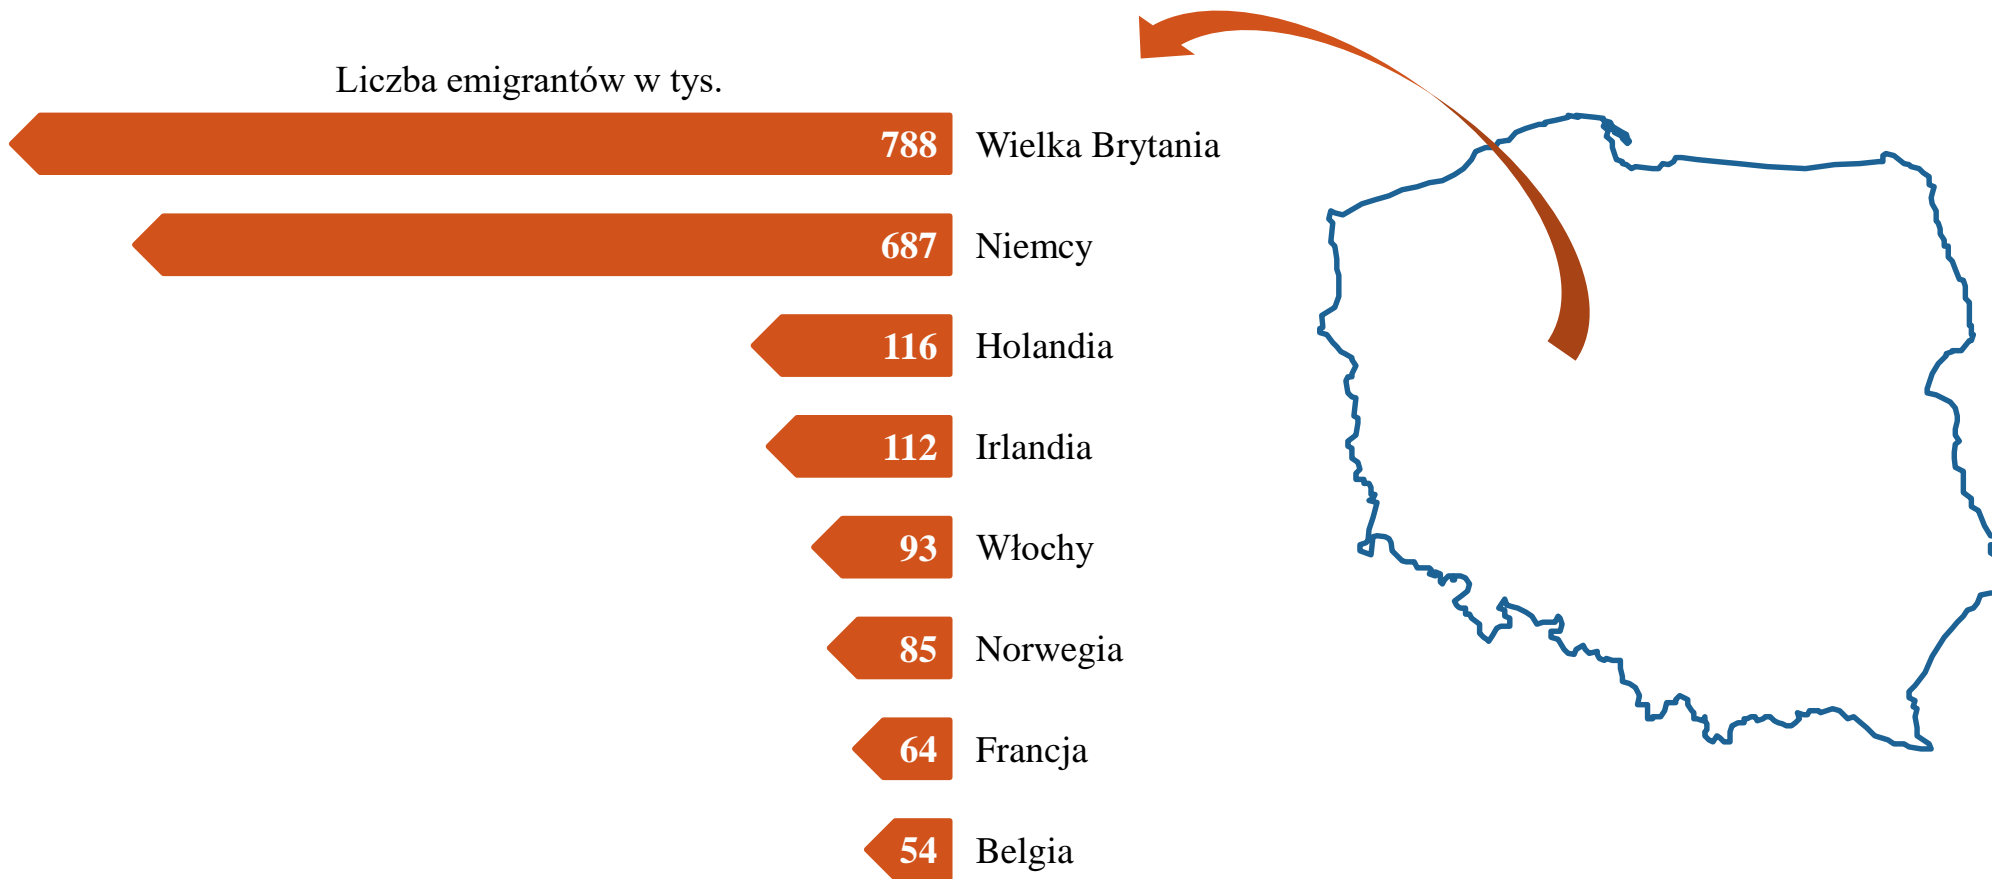 Liczba emigrantów w tys.
788 Wielka Brytania
687 Niemcy
116 Holandia
112 Irlandia
93 Włochy
85 Norwegia
64 Francja
54 Belgia